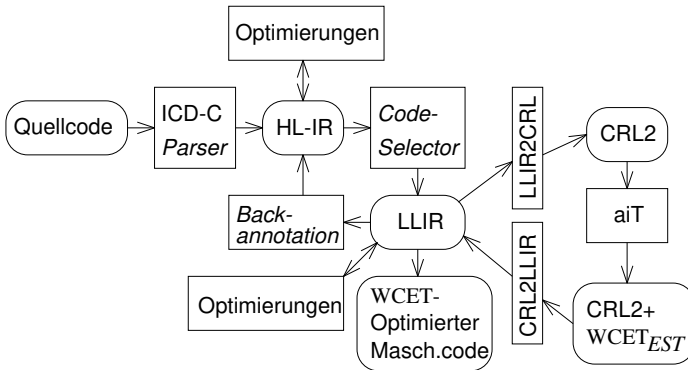 Optimierungen
Quellcode
ICD-C
Parser
HL-IR
Code-
Selector
LLIR2CRL
CRL2
Back-
annotation
LLIR
aiT
Optimierungen
WCET-
Optimierter
Masch.code
CRL2LLIR
CRL2+
WCET_EST